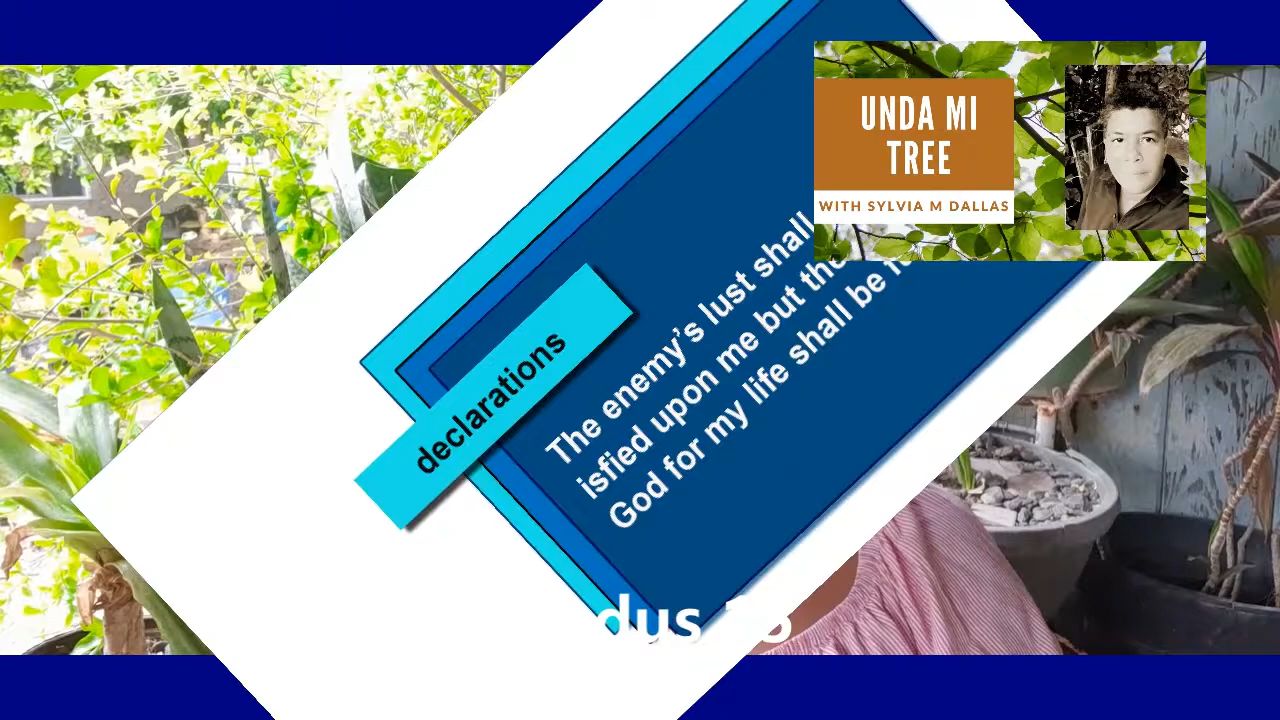 UNDA MI
TREE
WITH SYLVIA M DALLAS
declarations
The enemy's lust shall
isfied upon me but the
God for my life shall be
dus